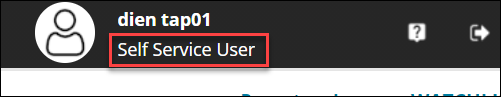 dien tap01
Self Service User